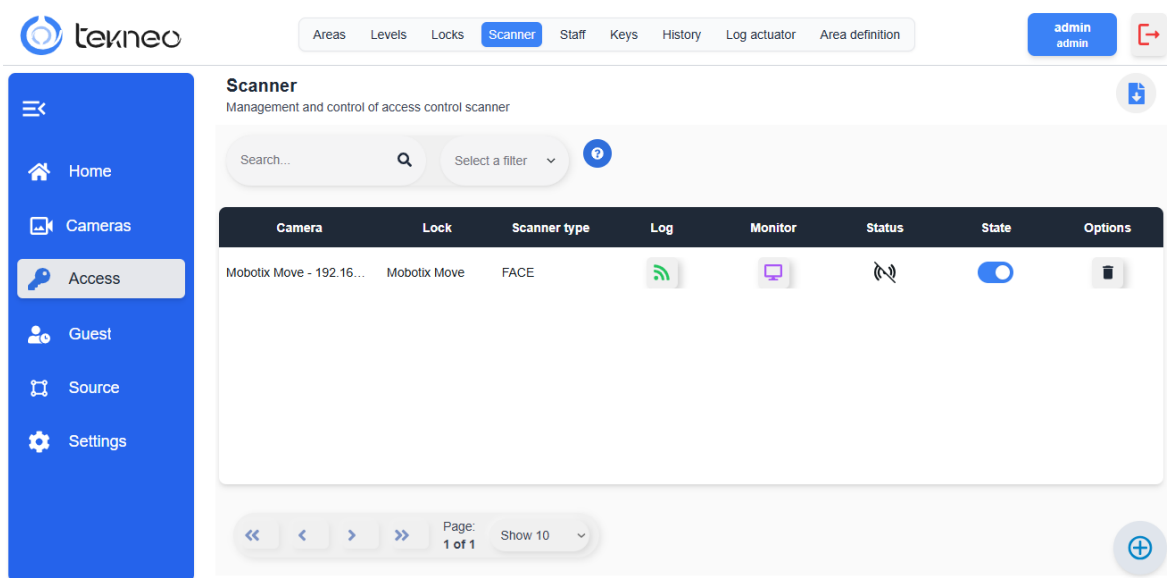 tekneo
Areas Levels Locks Scanner Staff Keys History Log actuator Area definition
admin
admin
Scanner
Management and control of access control scanner
Home
Cameras
Access
Guest
Source
Settings
Search...
Select a filter
?
Camera Lock Scanner type Log Monitor Status State Options
Mobotix Move - 192.16... Mobotix Move FACE
Page:
1 of 1
Show 10